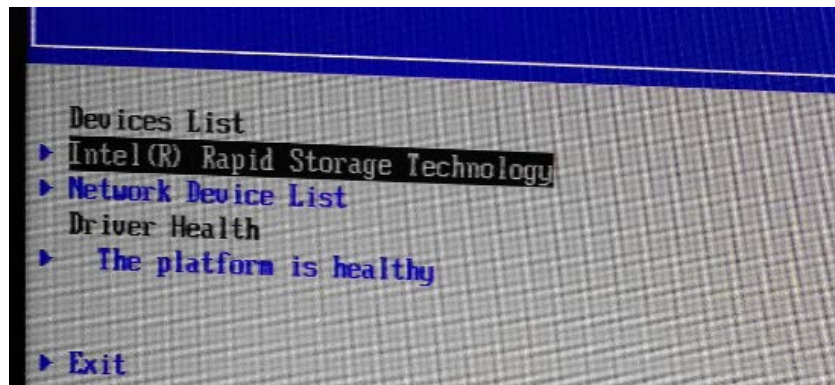 Devices List
Intel(R) Rapid Storage Technology
Network Device List
Driver Health
The platform is healthy
Exit